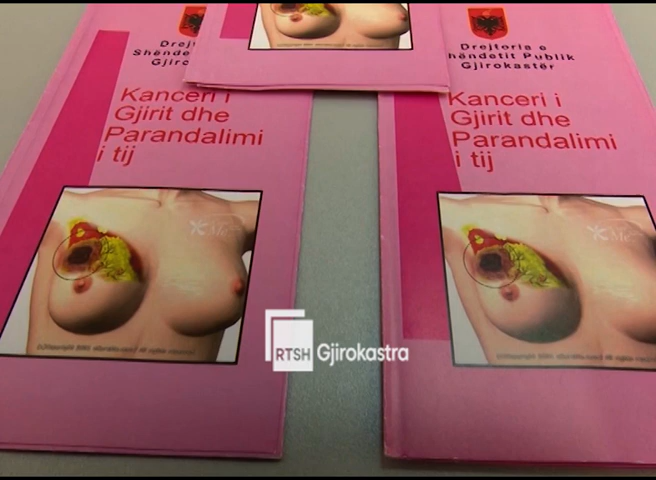 Drejtoria e
Shëndetit Publik
Gjirokastër
Kanceri i
Gjirit dhe
Parandalimi
i tij
Kanceri i
Gjirit dhe
Parandalimi
i tij
RTSH Gjirokastra